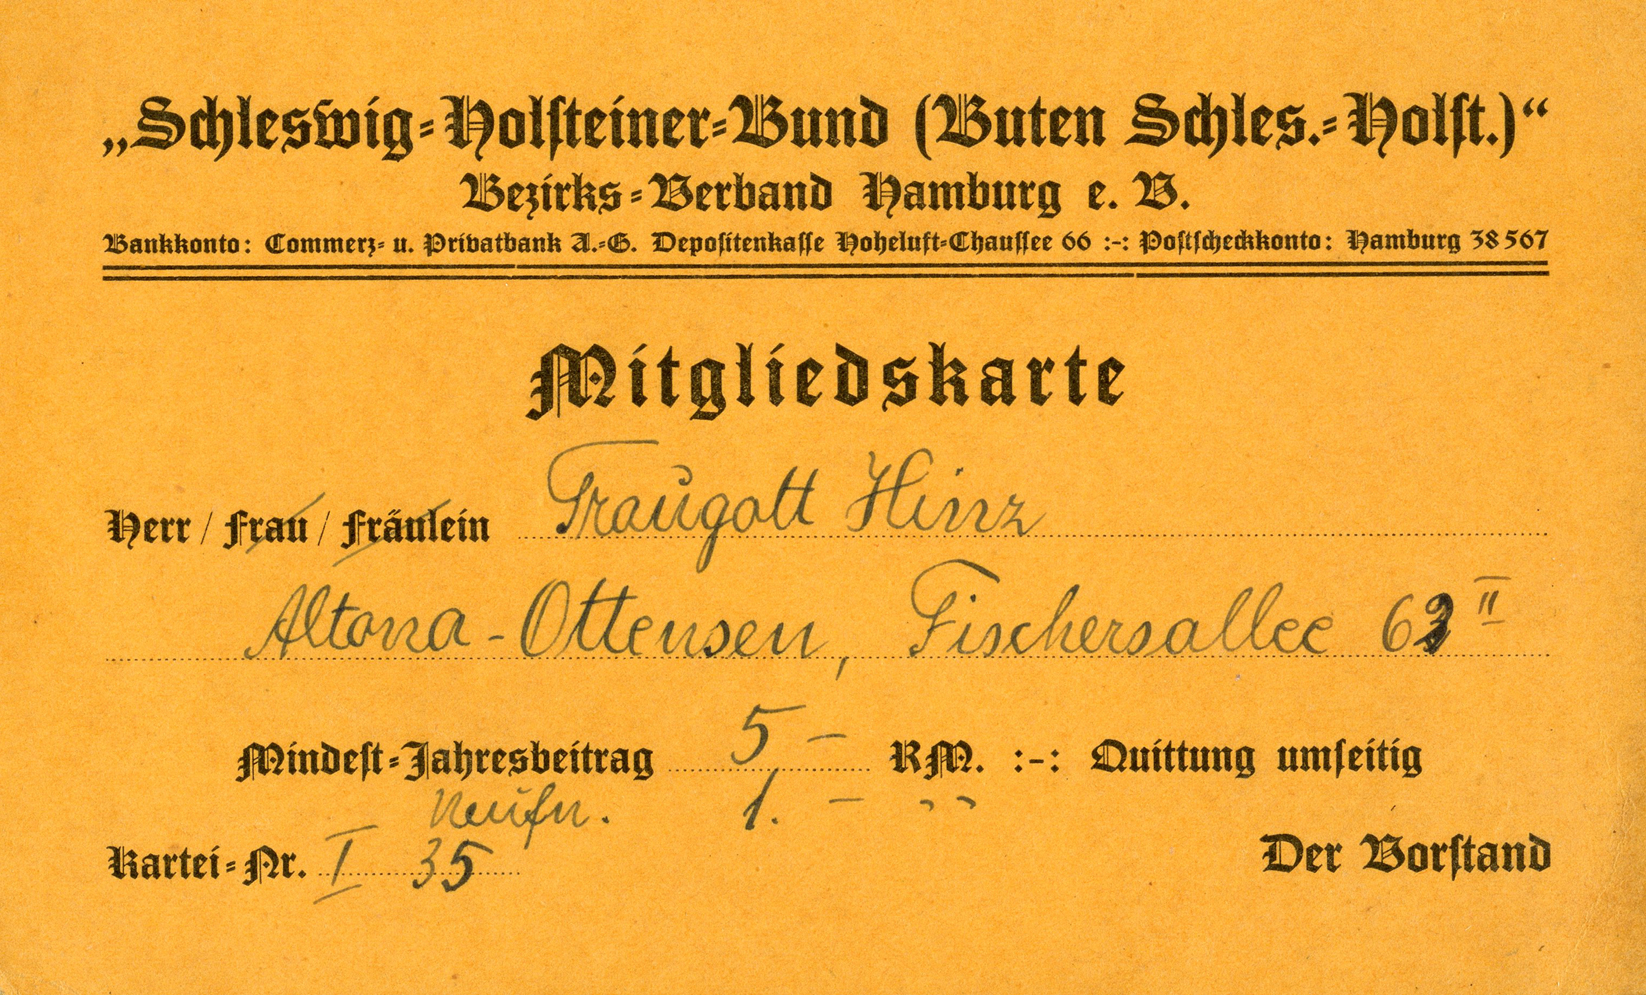 „Schleswig-Holsteiner-Bund (Buten Schles.-Holst.)“
Bezirks-Verband Hamburg e. V.
Bankkonto: Commerz- u. Privatbank A.-G. Depositenkasse Hoheluft-Chaussee 66 :-: Postscheckkonto: Hamburg 38567
Mitgliedskarte
Herr / Frau / Fräulein Traugott Hinz
Altona-Ottensen, Fischersallee 63 II
Mindest-Jahresbeitrag 5 – RM. :-: Quittung umseitig
1. – "
Kartei-Nr. I 35
Der Vorstand